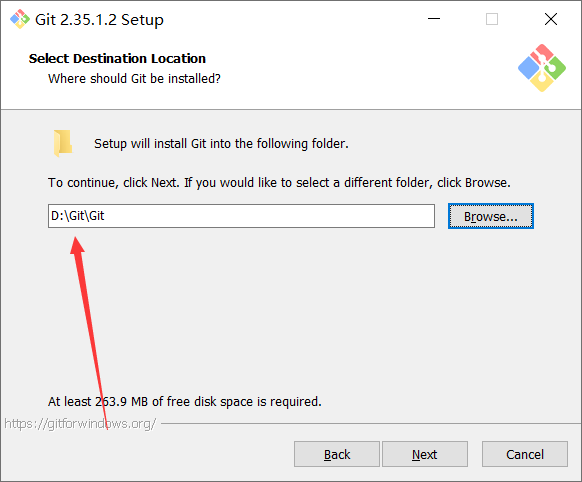 Git 2.35.1.2 Setup
Select Destination Location
Where should Git be installed?
Setup will install Git into the following folder.
To continue, click Next. If you would like to select a different folder, click Browse.
D:\Git\Git
Browse...
At least 263.9 MB of free disk space is required.
https://gitforwindows.org/
Back
Next
Cancel